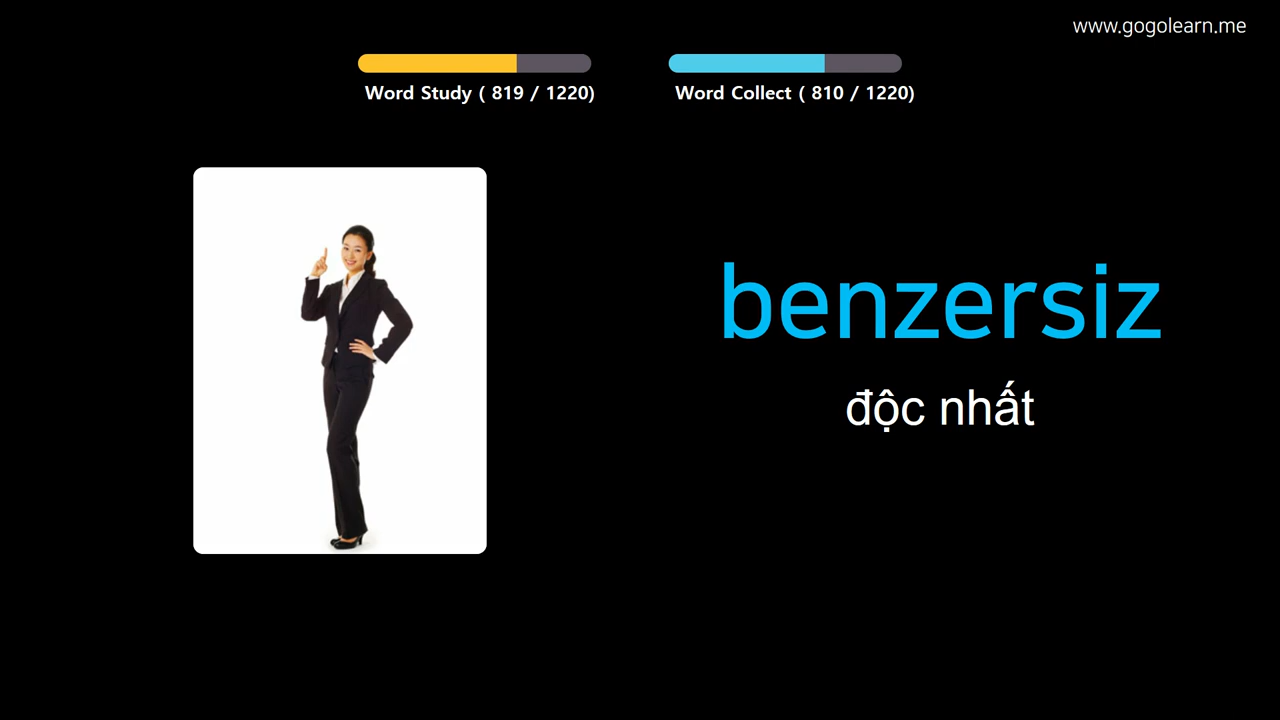 www.gogolearn.me
Word Study ( 819 / 1220)
Word Collect ( 810 / 1220)
benzersiz
độc nhất